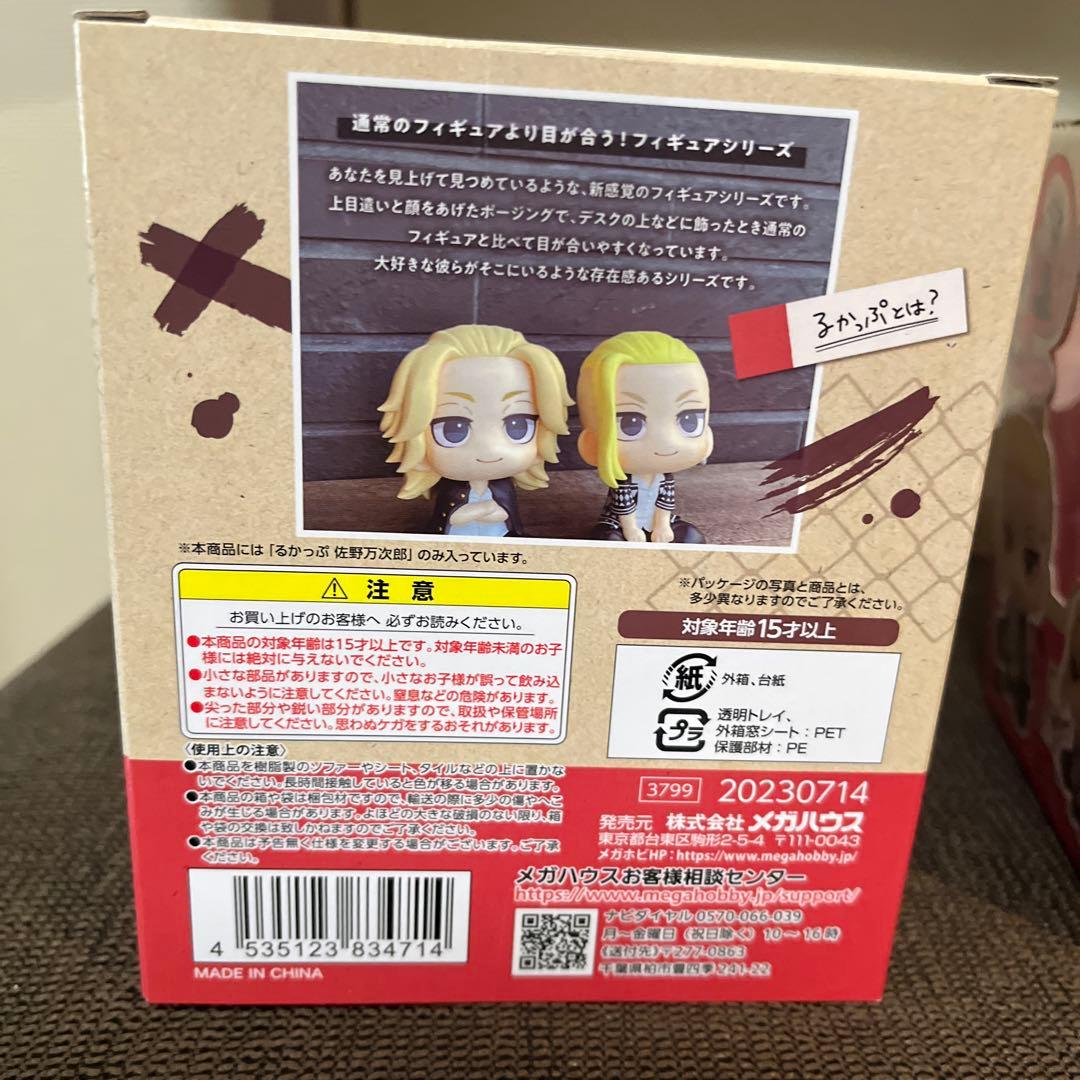 通常のフィギュアより目が合う!フィギュアシリーズ
あなたを見上げて見つめているような、新感覚のフィギュアシリーズです。
上目遣いと顔をあげたポージングで、デスクの上などに飾ったとき通常の
フィギュアと比べて目が合いやすくなっています。
大好きな彼らがそこにいるような存在感あるシリーズです。
るかっぷとは?
※本商品には「るかっぷ 佐野万次郎」のみ入っています。
⚠ 注意
お買い上げのお客様へ 必ずお読みください。
●本商品の対象年齢は15才以上です。対象年齢未満のお子
様には絶対に与えないでください。
●小さな部品がありますので、小さなお子様が誤って飲み込
まないように注意してください。窒息などの危険があります。
●尖った部分や鋭い部分がありますので、取扱や保管場所
に注意してください。思わぬケガをするおそれがあります。
※パッケージの写真と商品とは、
多少異なりますのでご了承ください。
対象年齢15才以上
紙 外箱、台紙
プラ 透明トレイ、
外箱窓シート:PET
保護部材:PE
〈使用上の注意〉
●本商品を樹脂製のソファーやシート、タイルなどの上に置かな
いでください。長時間接触していると色が移る場合があります。
●本商品の箱や袋は梱包材ですので、輸送の際に多少の傷やへこ
みが生じる場合があります。よほどの大きな破損のない限り、箱
や袋の交換は致しかねますのでご了承ください。
●本商品は予告無く仕様を変更する場合がございます。ご了承
ください。
3799 20230714
発売元 株式会社 メガハウス
東京都台東区駒形2-5-4 〒111-0043
メガホビHP:https://www.megahobby.jp/
メガハウスお客様相談センター
https://www.megahobby.jp/support/
ナビダイヤル 0570-066-039
月〜金曜日(祝日除く)10〜16時
《送付先》〒277-0863
千葉県柏市豊四季241-22
4 535123 834714
MADE IN CHINA